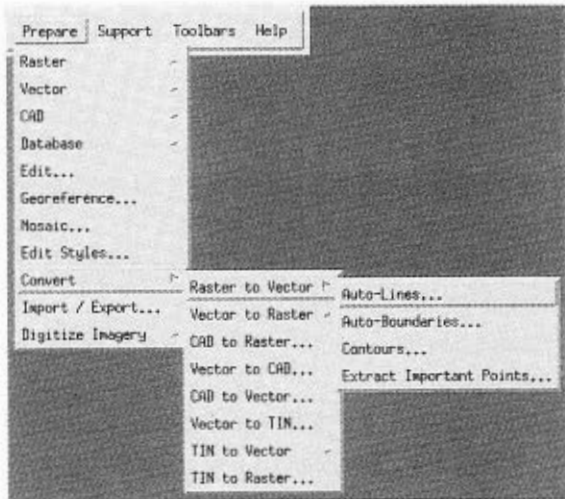 Prepare Support Toolbars Help
Raster
Vector
CAD
Database
Edit...
Georeference...
Mosaic...
Edit Styles...
Convert
Import / Export...
Digitize Imagery
Raster to Vector
Vector to Raster
CAD to Raster...
Vector to CAD...
CAD to Vector...
Vector to TIN...
TIN to Vector
TIN to Raster...
Auto-Lines...
Auto-Boundaries...
Contours...
Extract Important Points...